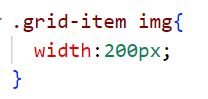 .grid-item img{
width:200px;
}